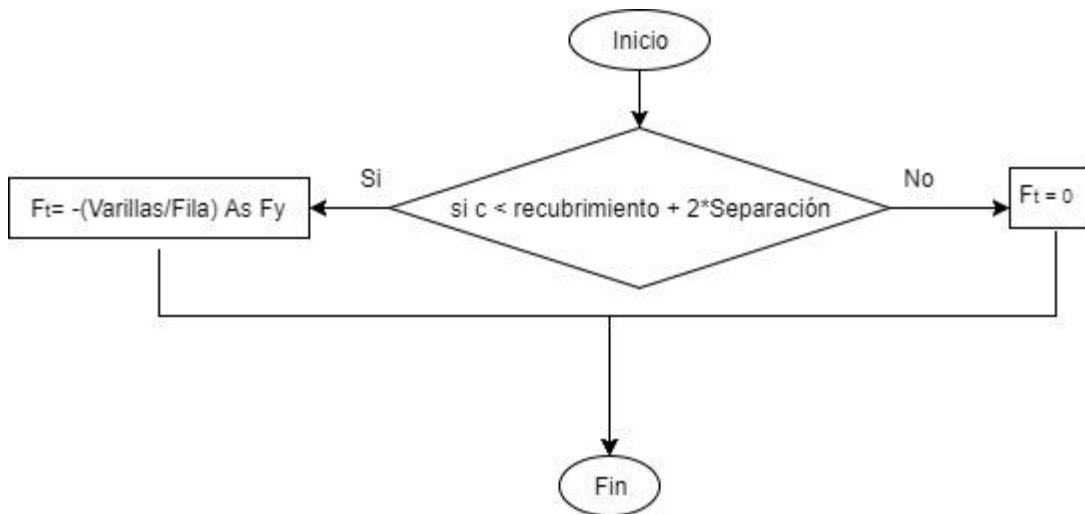 Inicio
Si
No
Ft= -(Varillas/Fila) As Fy
si c < recubrimiento + 2*Separación
Ft = 0
Fin